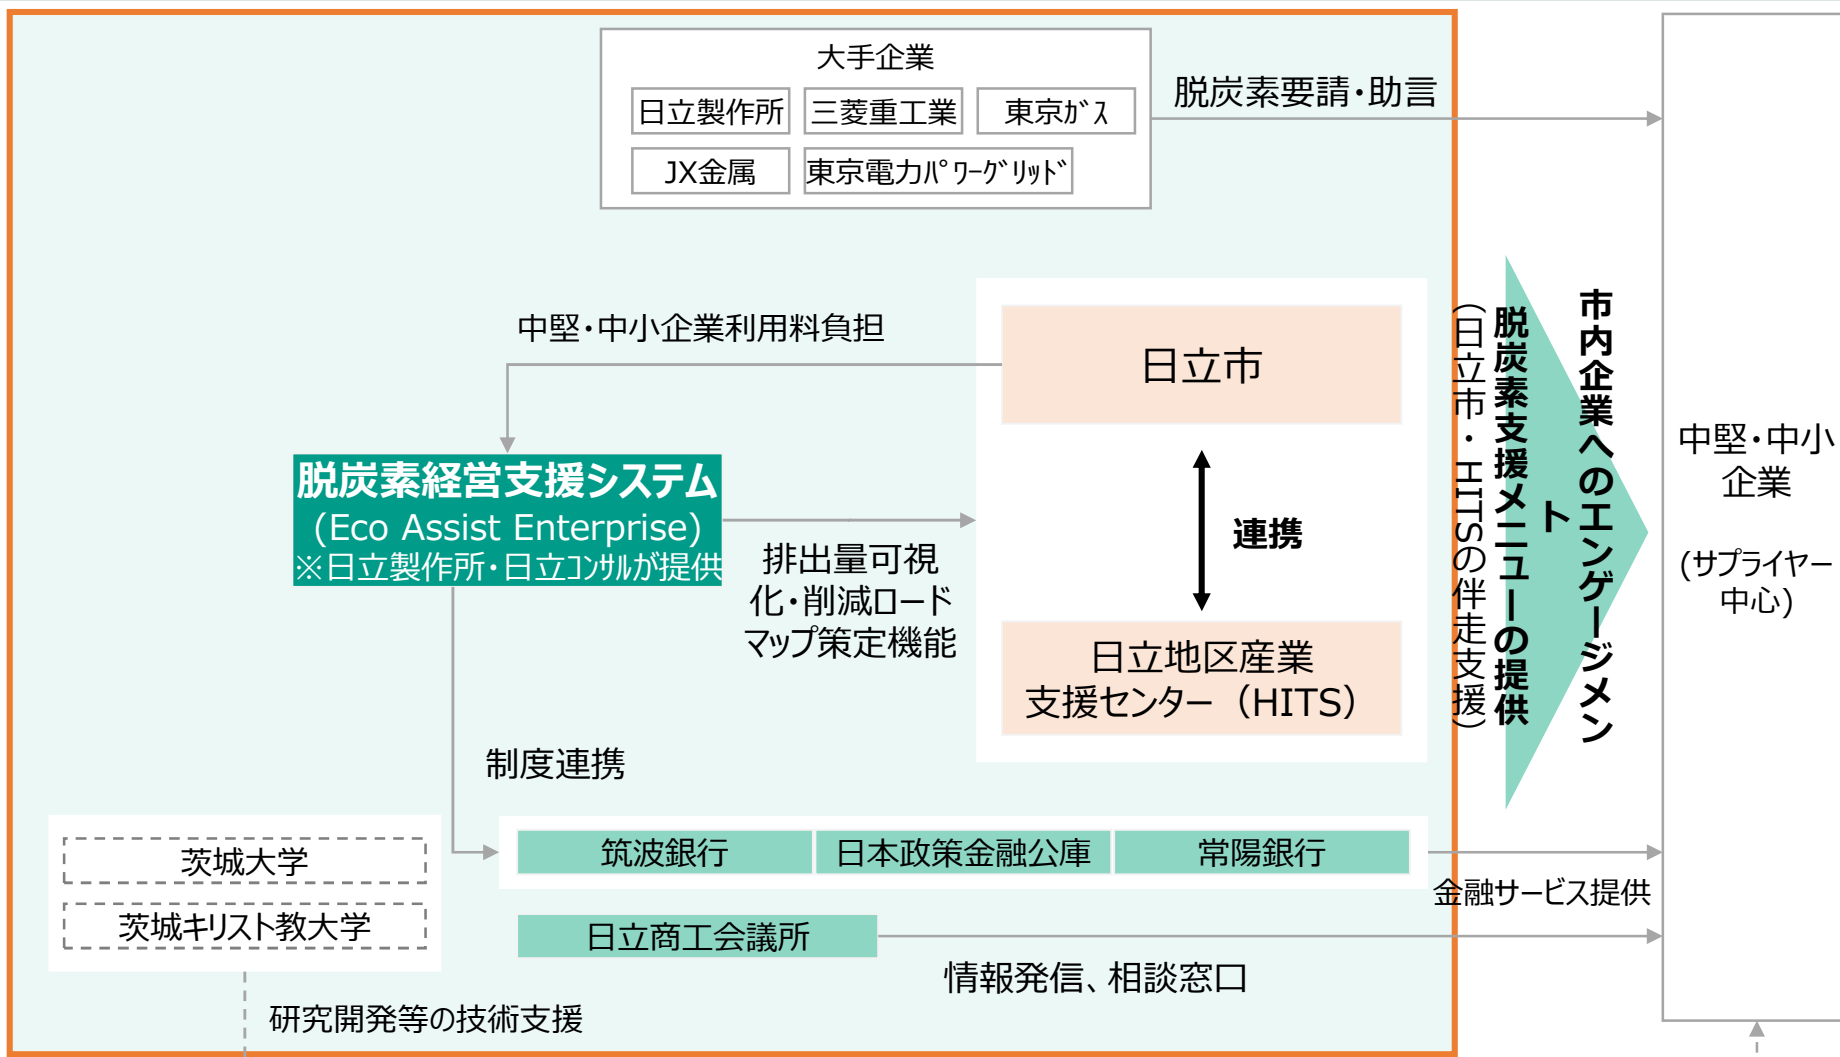 大手企業
日立製作所
三菱重工業
東京ガス
JX金属
東京電力パワーグリッド
脱炭素要請・助言
中堅・中小企業利用料負担
日立市
脱炭素経営支援システム
(Eco Assist Enterprise)
※日立製作所・日立コンサルが提供
排出量可視
化・削減ロード
マップ策定機能
連携
日立地区産業
支援センター（HITS）
市内企業へのエンゲージメン
ト
脱炭素支援メニューの提供
（日立市・HITSの伴走支援）
中堅・中小
企業
(サプライヤー
中心)
制度連携
筑波銀行
日本政策金融公庫
常陽銀行
金融サービス提供
茨城大学
茨城キリスト教大学
日立商工会議所
情報発信、相談窓口
研究開発等の技術支援